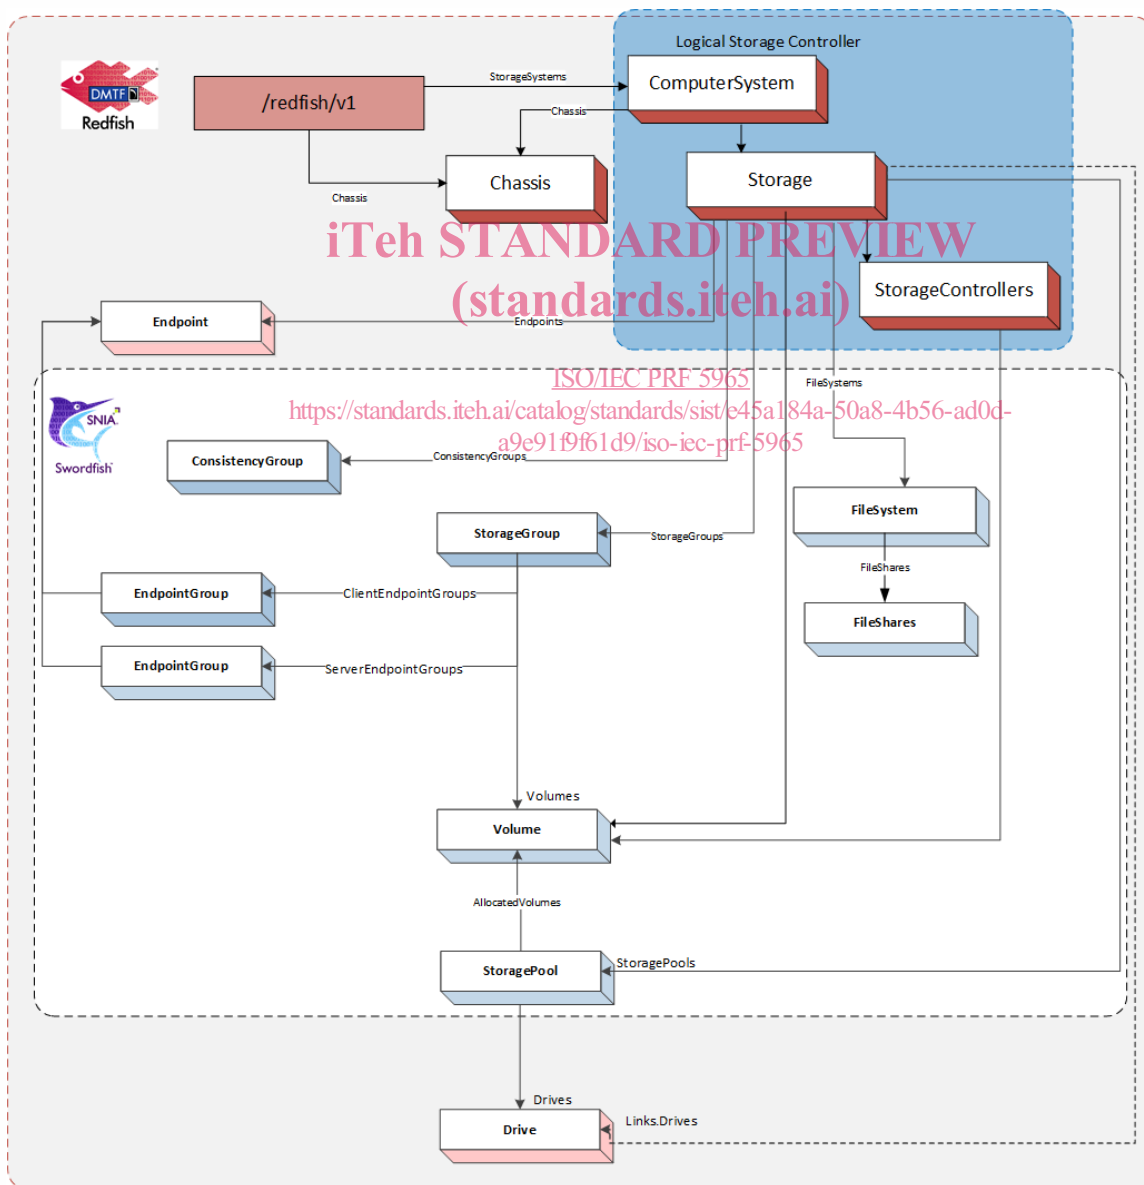 Logical Storage Controller
StorageSystems
ComputerSystem
DMTF
Redfish
/redfish/v1
Chassis
Chassis
Storage
Chassis
iTeh STANDARD PREVIEW
(standards.iteh.ai)
StorageControllers
Endpoint
Endpoints
ISO/IEC PRF 5965
FileSystems
https://standards.iteh.ai/catalog/standards/sist/e45a184a-50a8-4b56-ad0d-
a9e91f9f61d9/iso-iec-prf-5965
SNIA
Swordfish
ConsistencyGroup
ConsistencyGroups
FileSystem
StorageGroup
StorageGroups
FileShares
EndpointGroup
ClientEndpointGroups
FileShares
EndpointGroup
ServerEndpointGroups
Volumes
Volume
AllocatedVolumes
StoragePool
StoragePools
Drives
Drive
Links.Drives